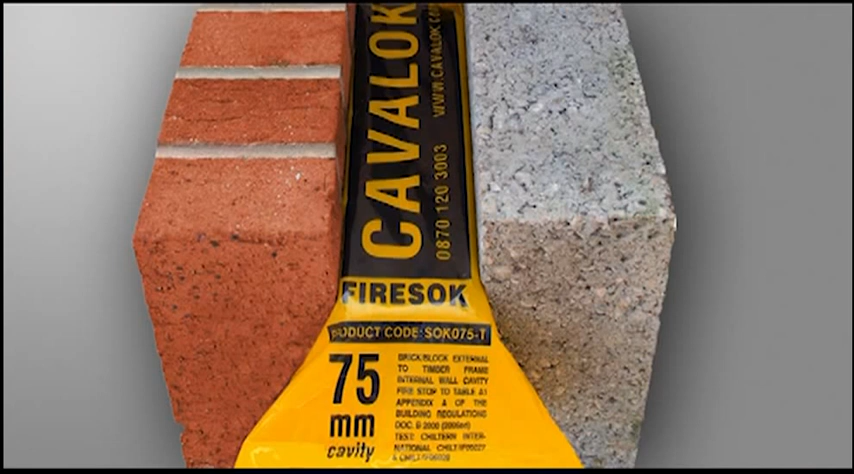 CAVALOK
WWW.CAVALOK.CO
0870 120 3003
FIRESOK
PRODUCT CODE: SOK075-T
75
mm
cavity
BRICK/BLOCK EXTERNAL
TO TIMBER FRAME
INTERNAL WALL CAVITY
FIRE STOP TO TABLE A1
APPENDIX A OF THE
BUILDING REGULATIONS
DOC. B 2000
TEST: CHILTERN INTER-
NATIONAL